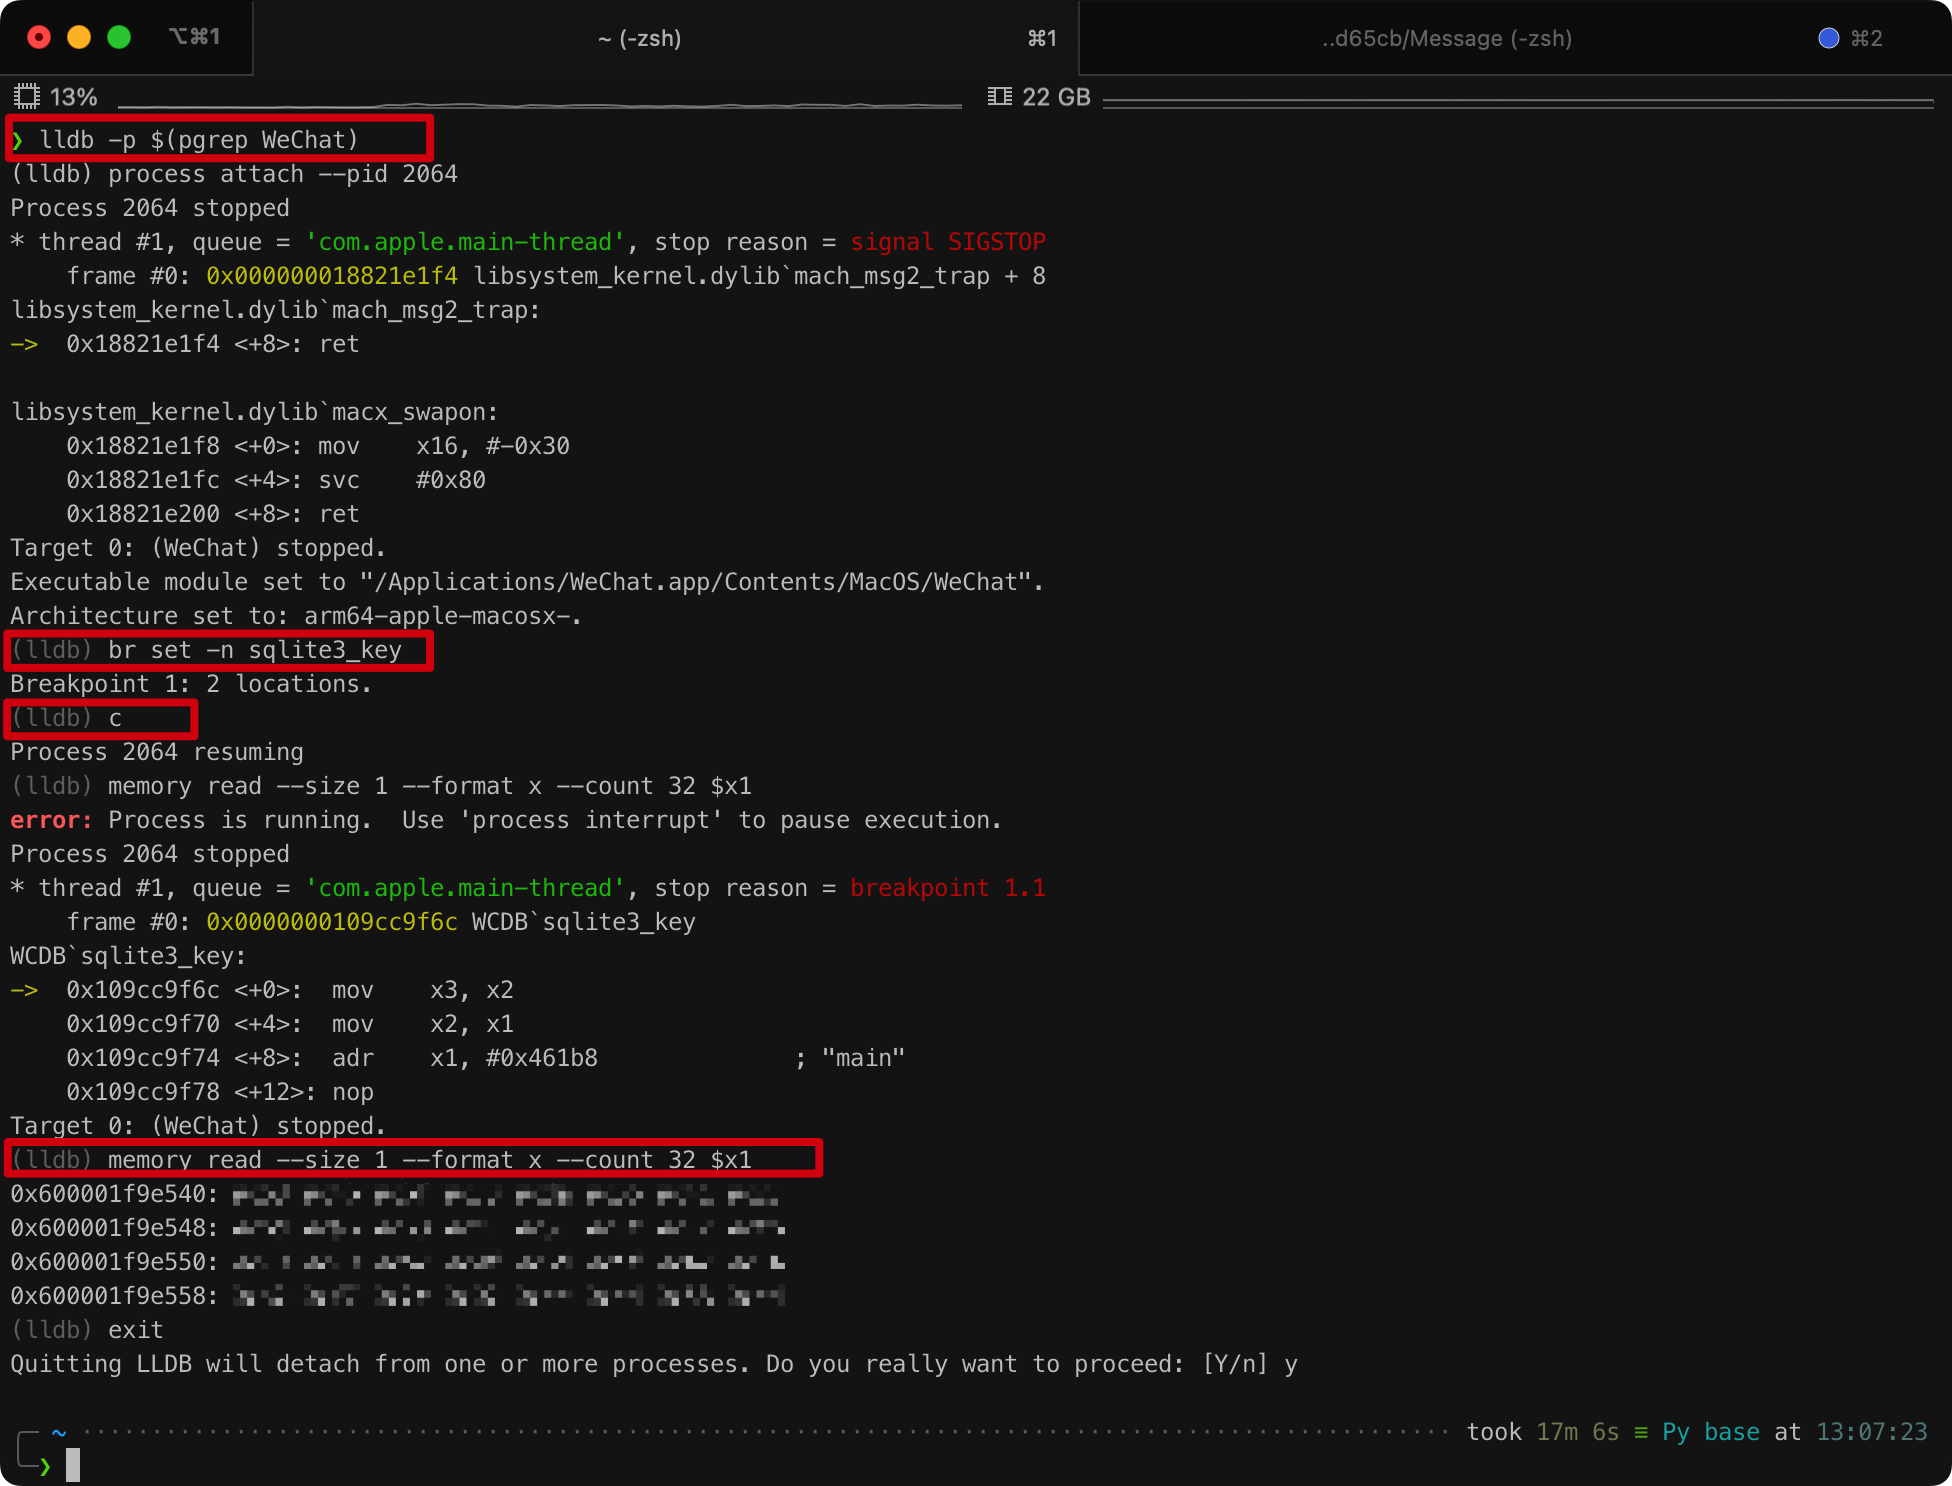 ⌥⌘1
~ (-zsh)
⌘1
..d65cb/Message (-zsh)
⌘2
13%
22 GB
❯ lldb -p $(pgrep WeChat)
(lldb) process attach --pid 2064
Process 2064 stopped
* thread #1, queue = 'com.apple.main-thread', stop reason = signal SIGSTOP
    frame #0: 0x000000018821e1f4 libsystem_kernel.dylib`mach_msg2_trap + 8
libsystem_kernel.dylib`mach_msg2_trap:
->  0x18821e1f4 <+8>: ret
libsystem_kernel.dylib`macx_swapon:
    0x18821e1f8 <+0>: mov    x16, #-0x30
    0x18821e1fc <+4>: svc    #0x80
    0x18821e200 <+8>: ret
Target 0: (WeChat) stopped.
Executable module set to "/Applications/WeChat.app/Contents/MacOS/WeChat".
Architecture set to: arm64-apple-macosx-.
(lldb) br set -n sqlite3_key
Breakpoint 1: 2 locations.
(lldb) c
Process 2064 resuming
(lldb) memory read --size 1 --format x --count 32 $x1
error: Process is running.  Use 'process interrupt' to pause execution.
Process 2064 stopped
* thread #1, queue = 'com.apple.main-thread', stop reason = breakpoint 1.1
    frame #0: 0x0000000109cc9f6c WCDB`sqlite3_key
WCDB`sqlite3_key:
->  0x109cc9f6c <+0>:  mov    x3, x2
    0x109cc9f70 <+4>:  mov    x2, x1
    0x109cc9f74 <+8>:  adr    x1, #0x461b8              ; "main"
    0x109cc9f78 <+12>: nop
Target 0: (WeChat) stopped.
(lldb) memory read --size 1 --format x --count 32 $x1
0x600001f9e540:
0x600001f9e548:
0x600001f9e550:
0x600001f9e558:
(lldb) exit
Quitting LLDB will detach from one or more processes. Do you really want to proceed: [Y/n] y
~ took 17m 6s ≡ Py base at 13:07:23
❯